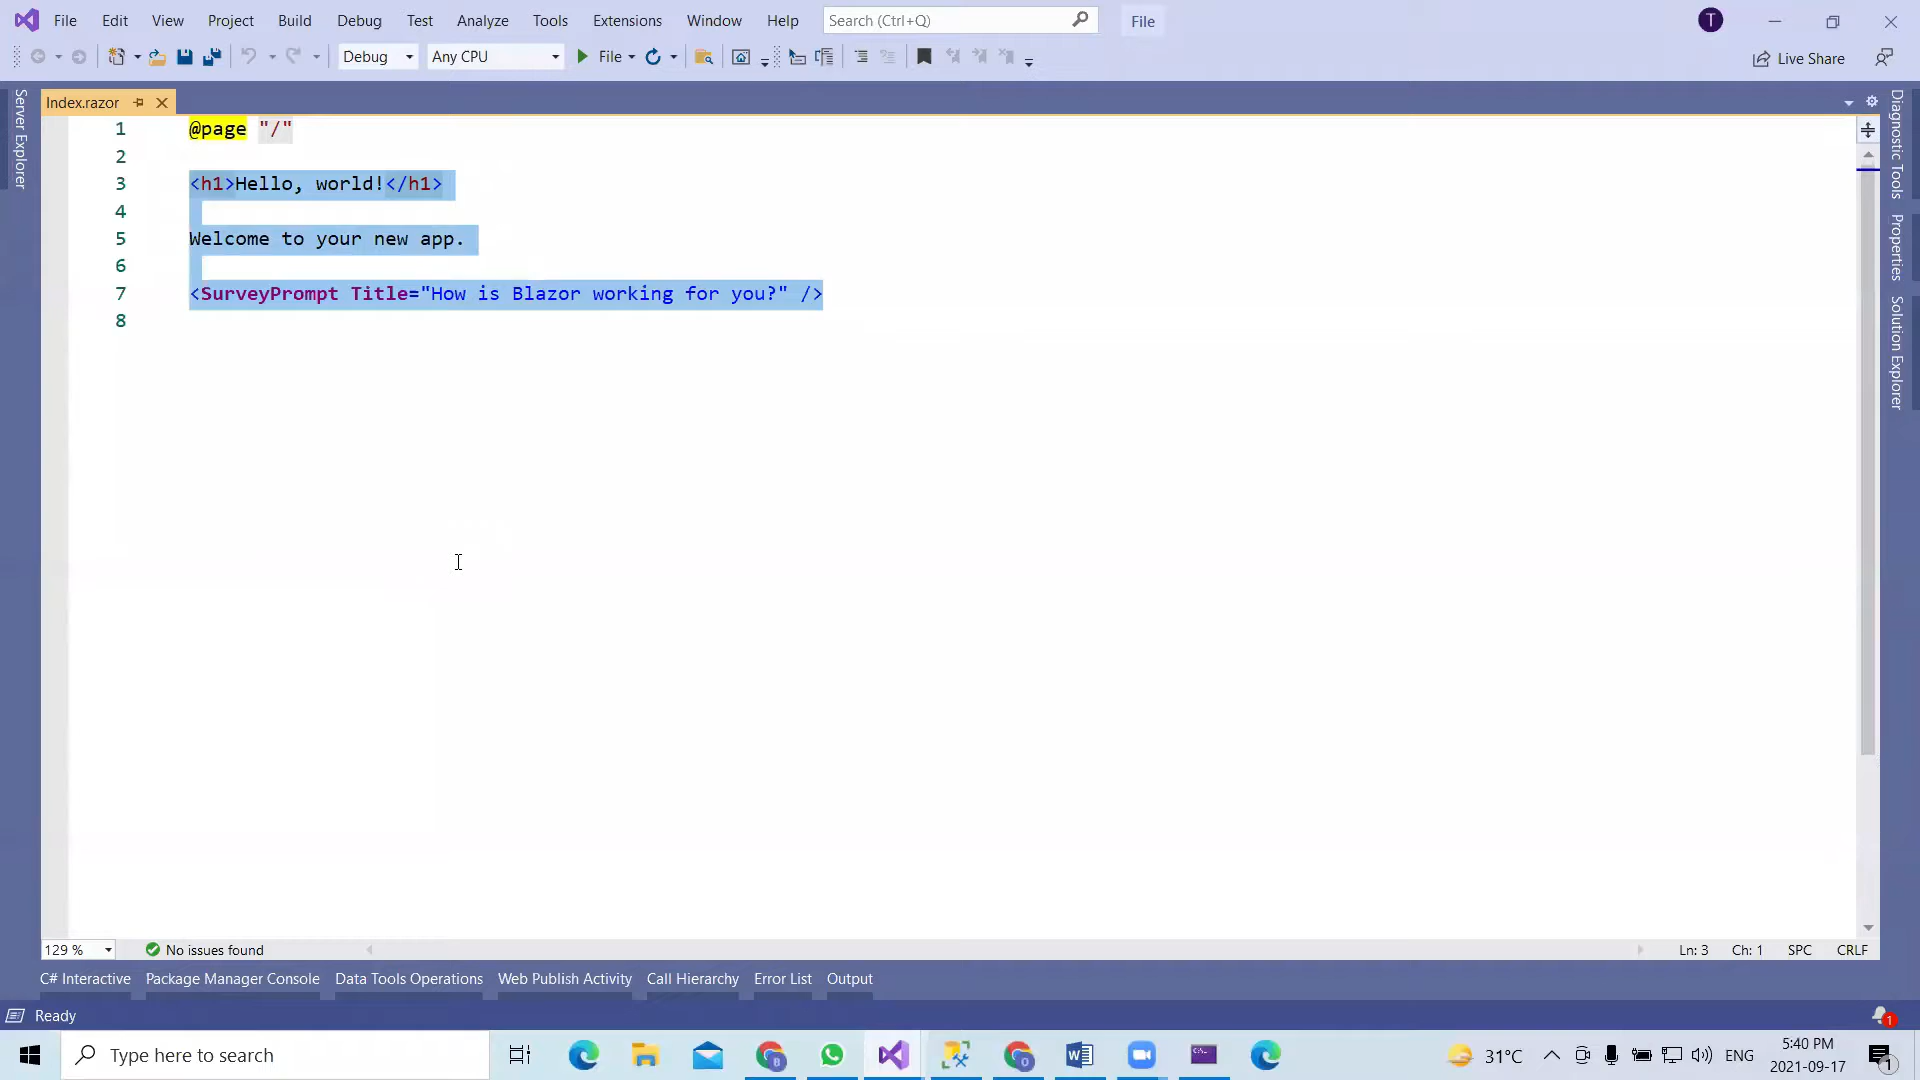 File Edit View Project Build Debug Test Analyze Tools Extensions Window Help Search (Ctrl+Q) File T
Debug Any CPU File Live Share
Server Explorer
Index.razor
1 @page "/"
2
3 <h1>Hello, world!</h1>
4
5 Welcome to your new app.
6
7 <SurveyPrompt Title="How is Blazor working for you?" />
8
Diagnostic Tools
Properties
Solution Explorer
129 % No issues found Ln: 3 Ch: 1 SPC CRLF
C# Interactive Package Manager Console Data Tools Operations Web Publish Activity Call Hierarchy Error List Output
Ready 1
Type here to search 31°C ENG 5:40 PM
2021-09-17 1